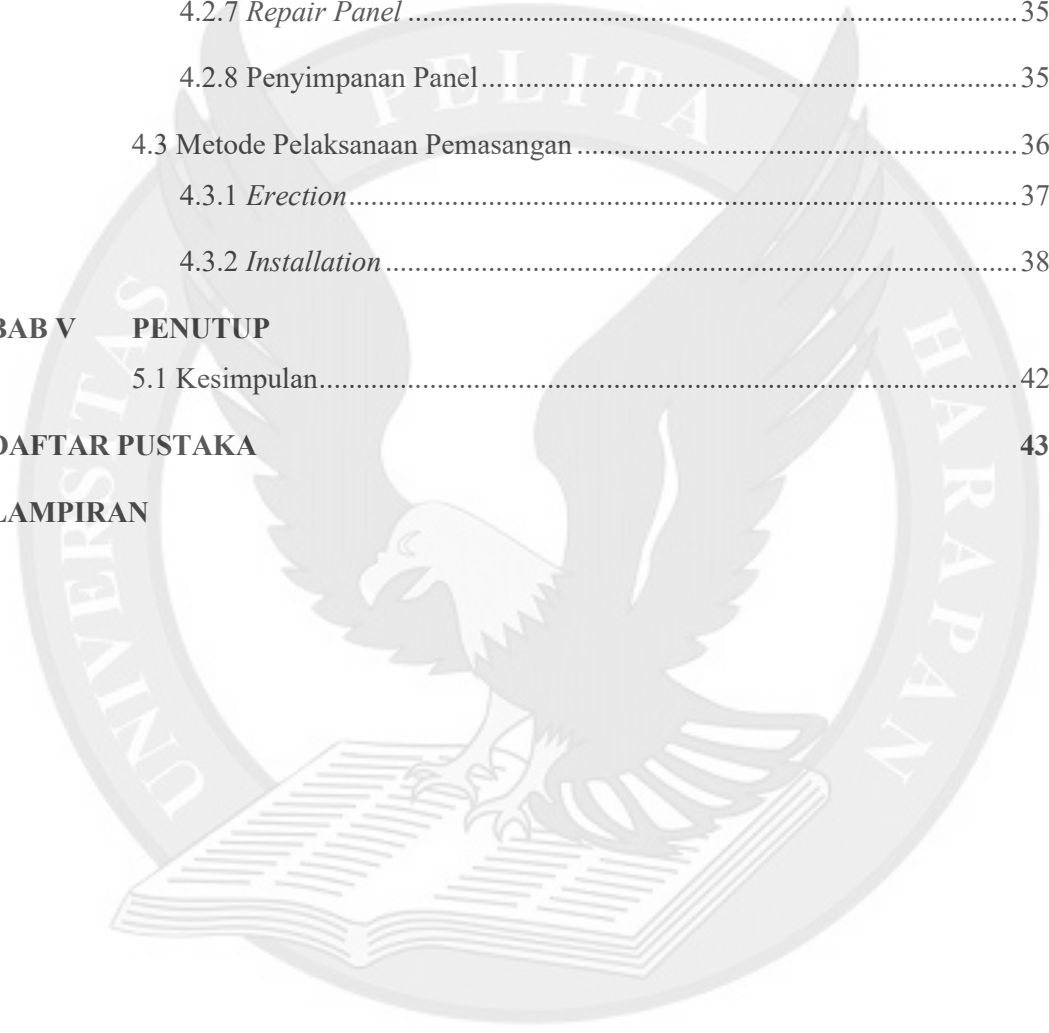 4.2.7 Repair Panel ........................................ 35
4.2.8 Penyimpanan Panel ........................................ 35
4.3 Metode Pelaksanaan Pemasangan ........................................ 36
4.3.1 Erection ........................................ 37
4.3.2 Installation ........................................ 38
BAB V PENUTUP
5.1 Kesimpulan ........................................ 42
DAFTAR PUSTAKA 43
LAMPIRAN
UNIVERSITAS PELITA HARAPAN